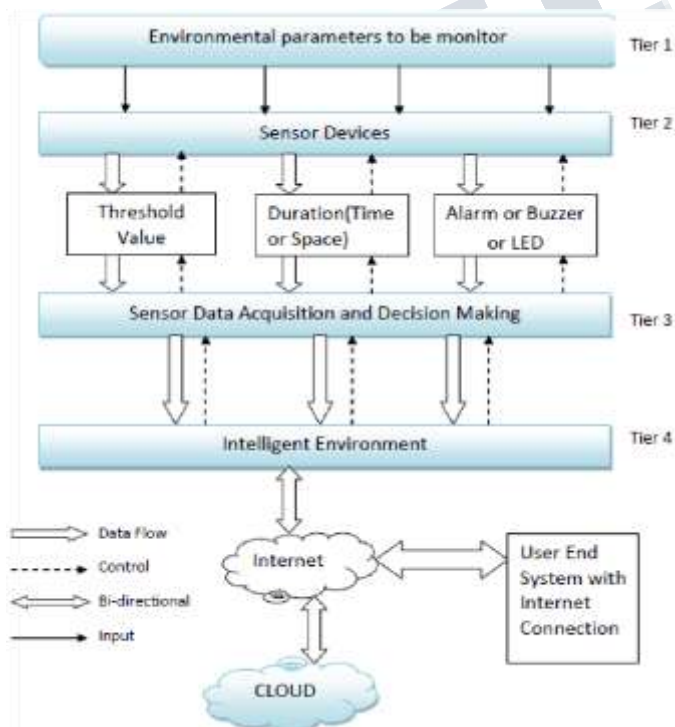 Environmental parameters to be monitor
Tier 1
Tier 2
Sensor Devices
Threshold
Value
Duration(Time
or Space)
Alarm or Buzzer
or LED
Sensor Data Acquisition and Decision Making
Tier 3
Intelligent Environment
Tier 4
Data Flow
Control
Bi-directional
Input
Internet
User End
System with
Internet
Connection
CLOUD